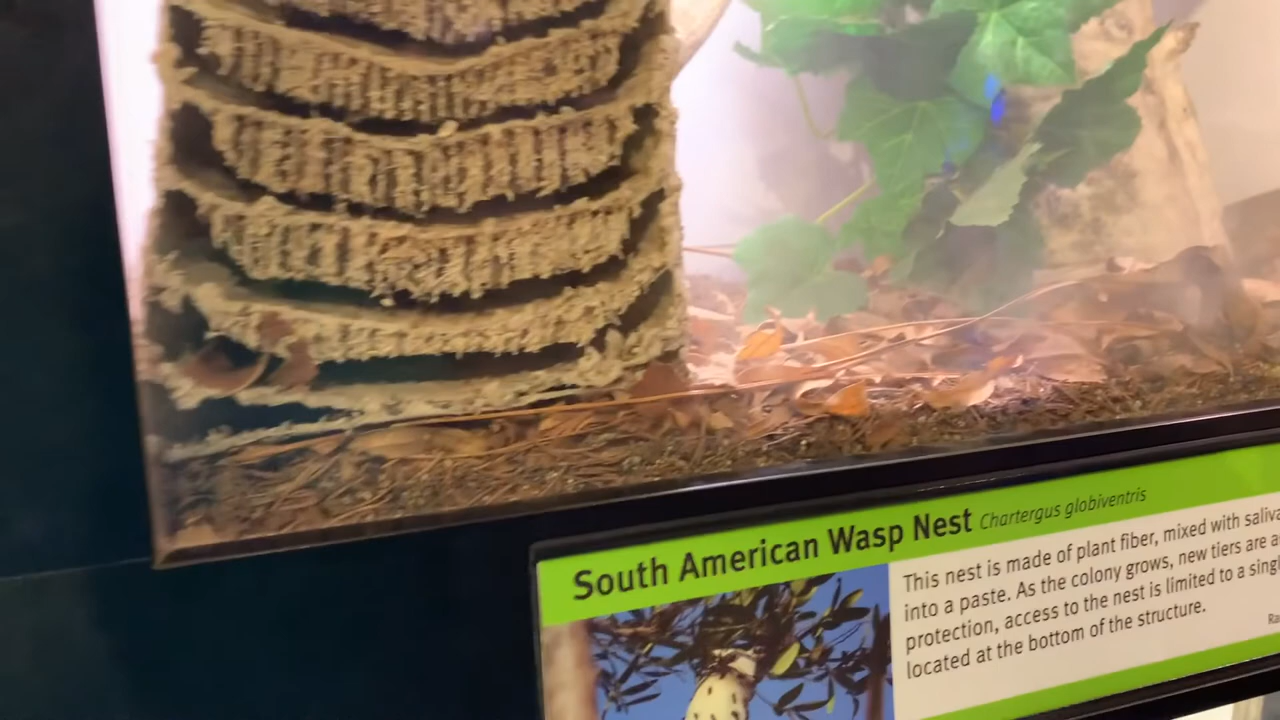 South American Wasp Nest Chartergus globiventris
This nest is made of plant fiber, mixed with saliva
into a paste. As the colony grows, new tiers are
protection, access to the nest is limited to a
located at the bottom of the structure.